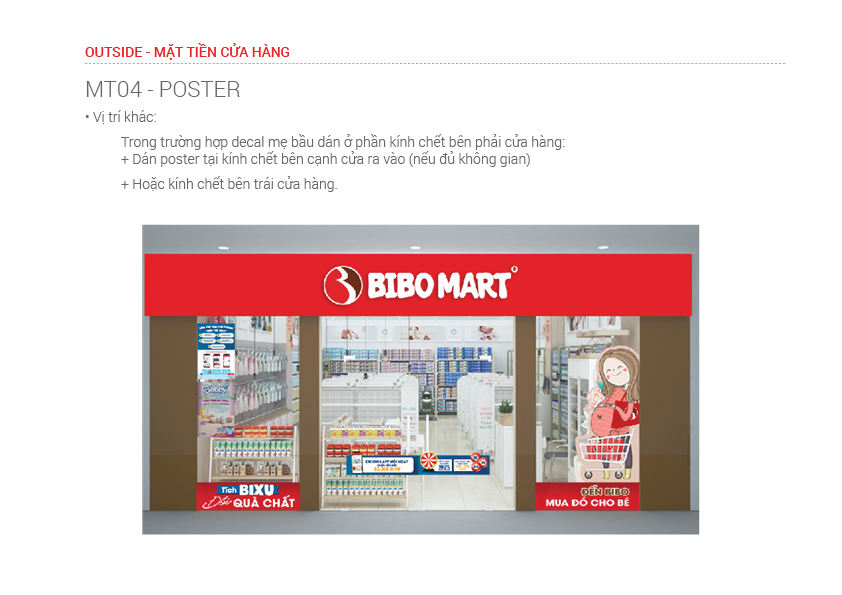 OUTSIDE - MẶT TIỀN CỬA HÀNG
MT04 - POSTER
• Vị trí khác:
Trong trường hợp decal mẹ bầu dán ở phần kính chết bên phải cửa hàng:
+ Dán poster tại kính chết bên cạnh cửa ra vào (nếu đủ không gian)
+ Hoặc kính chết bên trái cửa hàng.
BIBO MART
Tích BIXU
Đổi QUÀ CHẤT
ĐẾN BIBO
MUA ĐỒ CHO BÉ